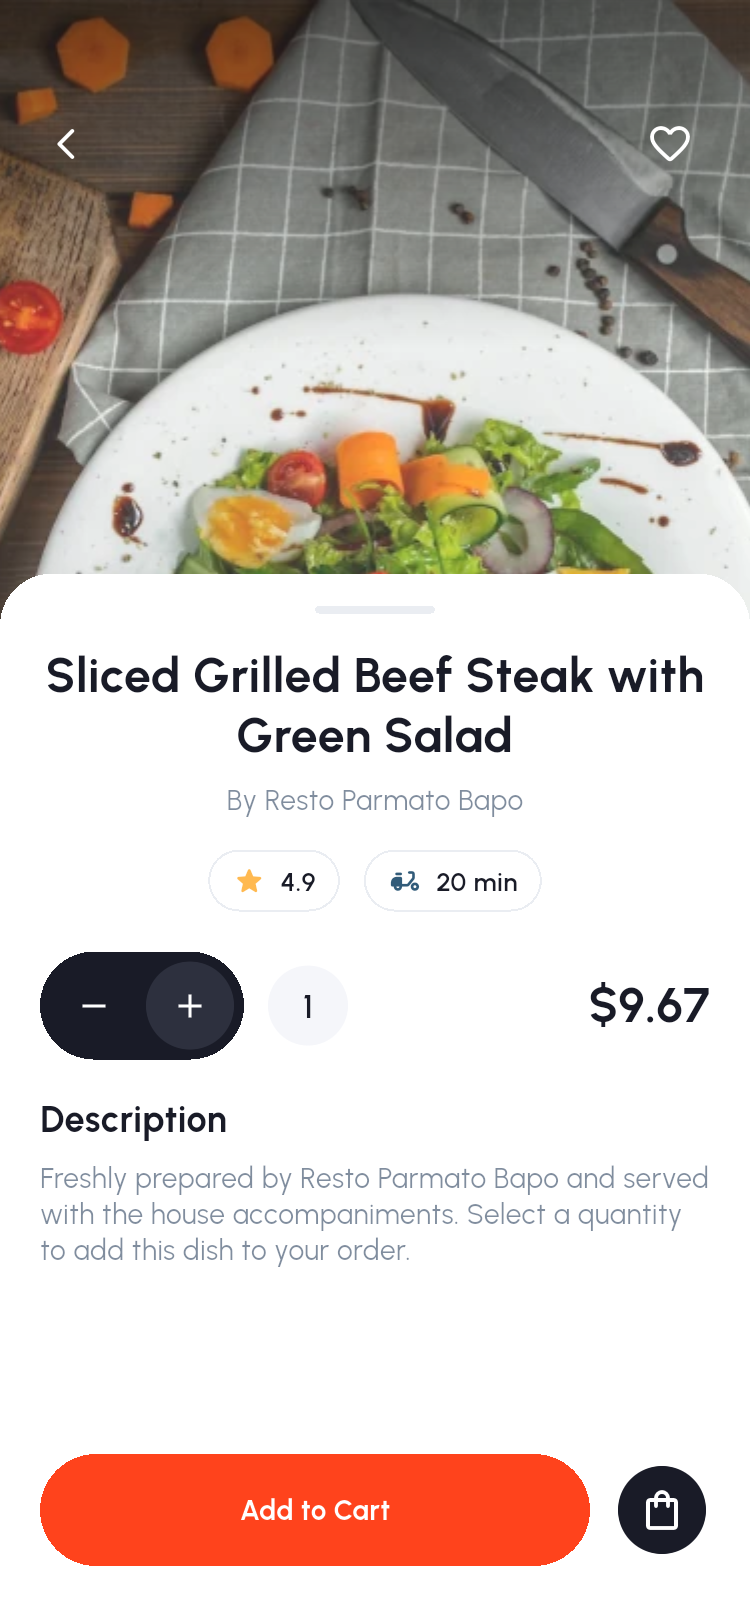 Sliced Grilled Beef Steak with
Green Salad
By Resto Parmato Bapo
4.9
20 min
1
$9.67
Description
Freshly prepared by Resto Parmato Bapo and served
with the house accompaniments. Select a quantity
to add this dish to your order.
Add to Cart